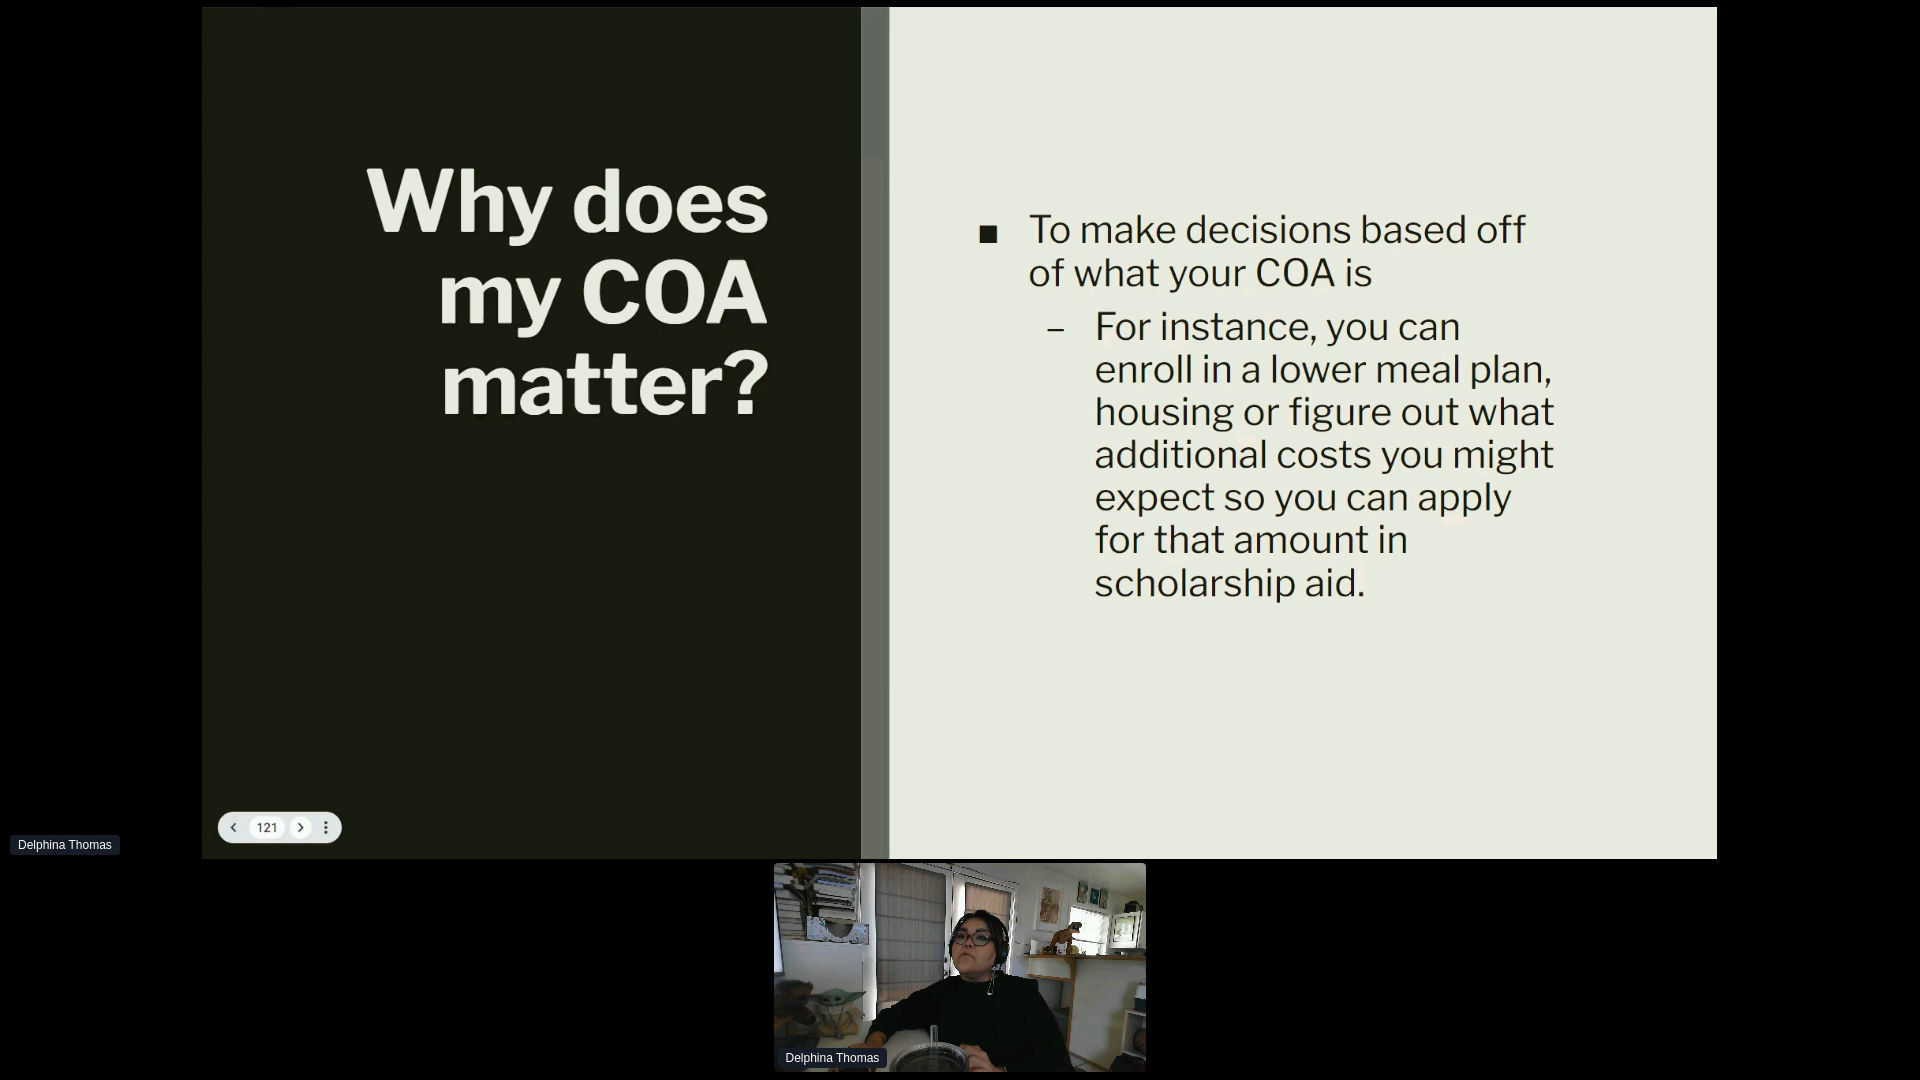 Why does
my COA
matter?
■ To make decisions based off
of what your COA is
– For instance, you can
enroll in a lower meal plan,
housing or figure out what
additional costs you might
expect so you can apply
for that amount in
scholarship aid.
121
Delphina Thomas
Delphina Thomas